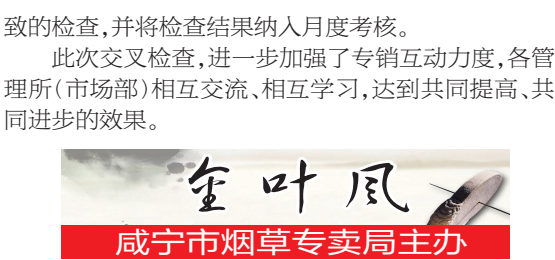 致的检查,并将检查结果纳入月度考核。
此次交叉检查,进一步加强了专销互动力度,各管
理所(市场部)相互交流、相互学习,达到共同提高、共
同进步的效果。
金叶风
咸宁市烟草专卖局主办